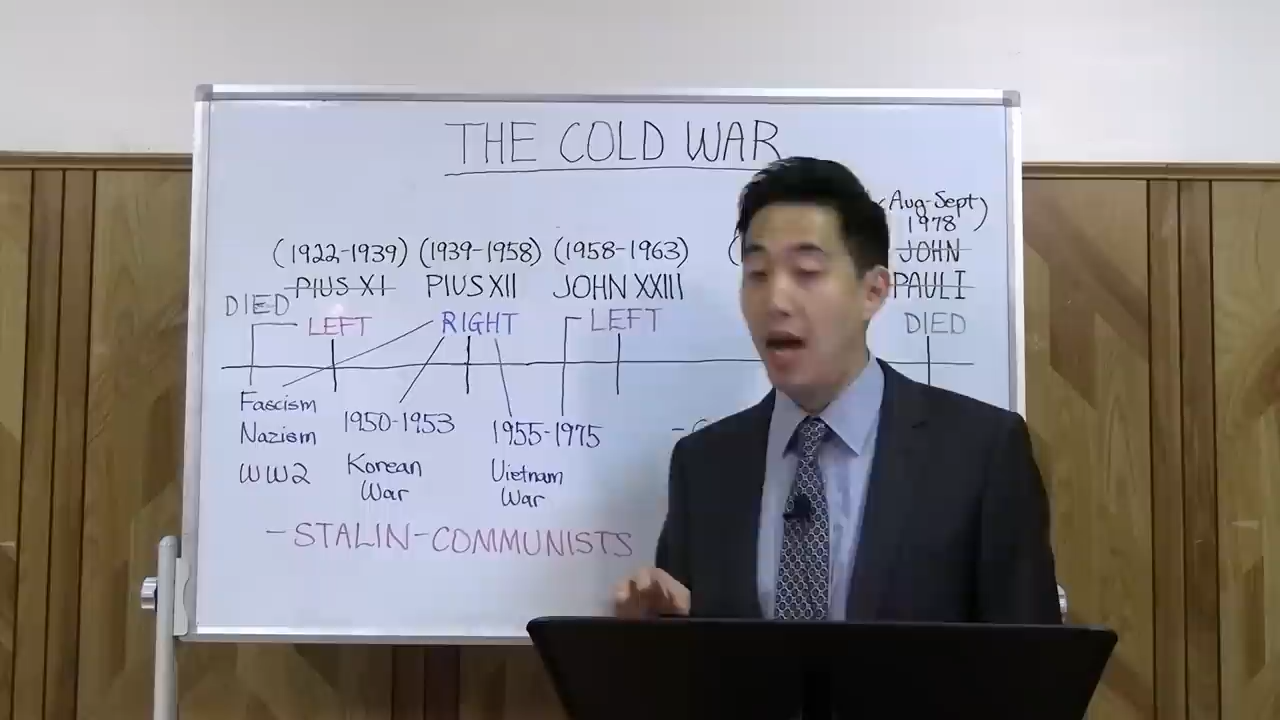 THE COLD WAR
Aug-Sept)
1978
(1922-1939) (1939-1958) (1958-1963) (
JOHN
PIUS XI PIUS XII JOHN XXIII PAUL I
DIED LEFT RIGHT LEFT DIED
Fascism
Nazism 1950-1953 1955-1975 -
WW2 Korean War Vietnam War
-STALIN-COMMUNISTS